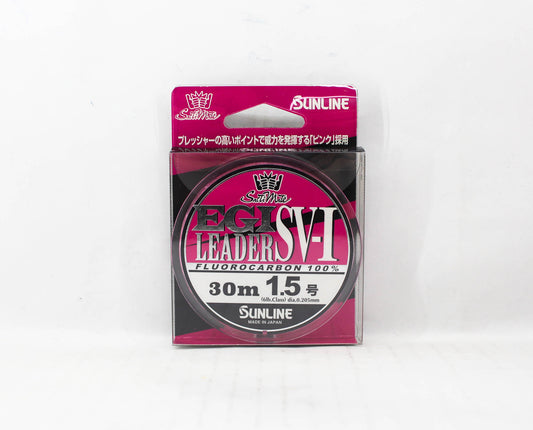 SaltiMate
SUNLINE
プレッシャーの高いポイントで威力を発揮する「ピンク」採用
SUNLINE
SaltiMate
EGI
LEADER SV-I
FLUOROCARBON 100%
30m 1.5号
(6lb.Class) dia.0.205mm
SUNLINE
MADE IN JAPAN